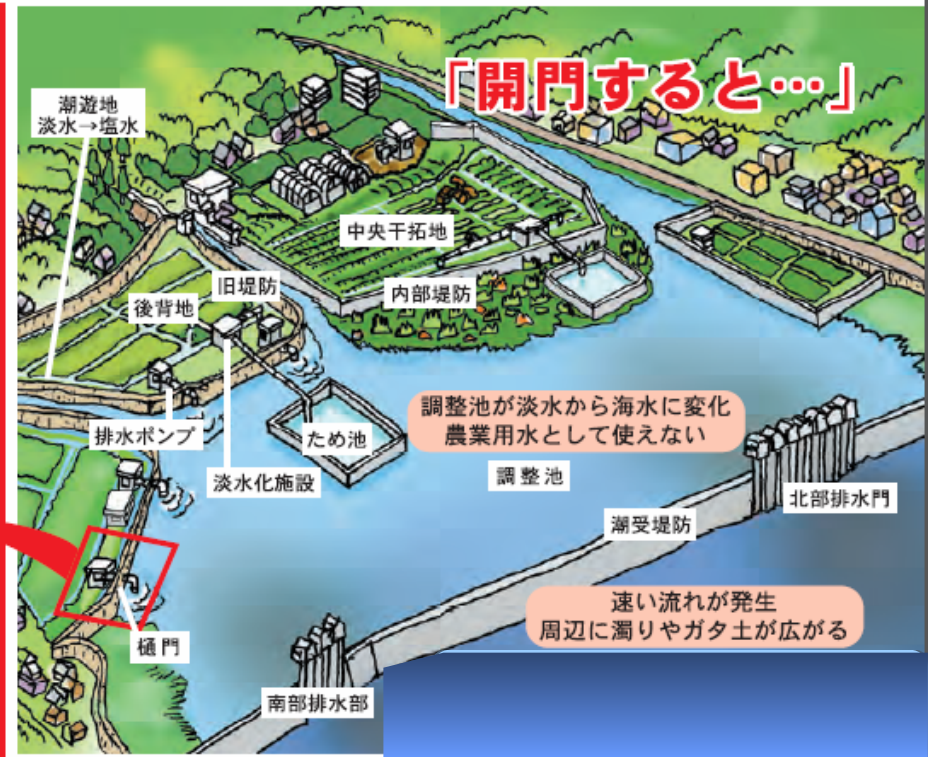 「開門すると…」
潮遊地
淡水→塩水
中央干拓地
旧堤防
内部堤防
後背地
調整池が淡水から海水に変化
農業用水として使えない
排水ポンプ
ため池
淡水化施設
調整池
北部排水門
潮受堤防
速い流れが発生
周辺に濁りやガタ土が広がる
樋門
南部排水部